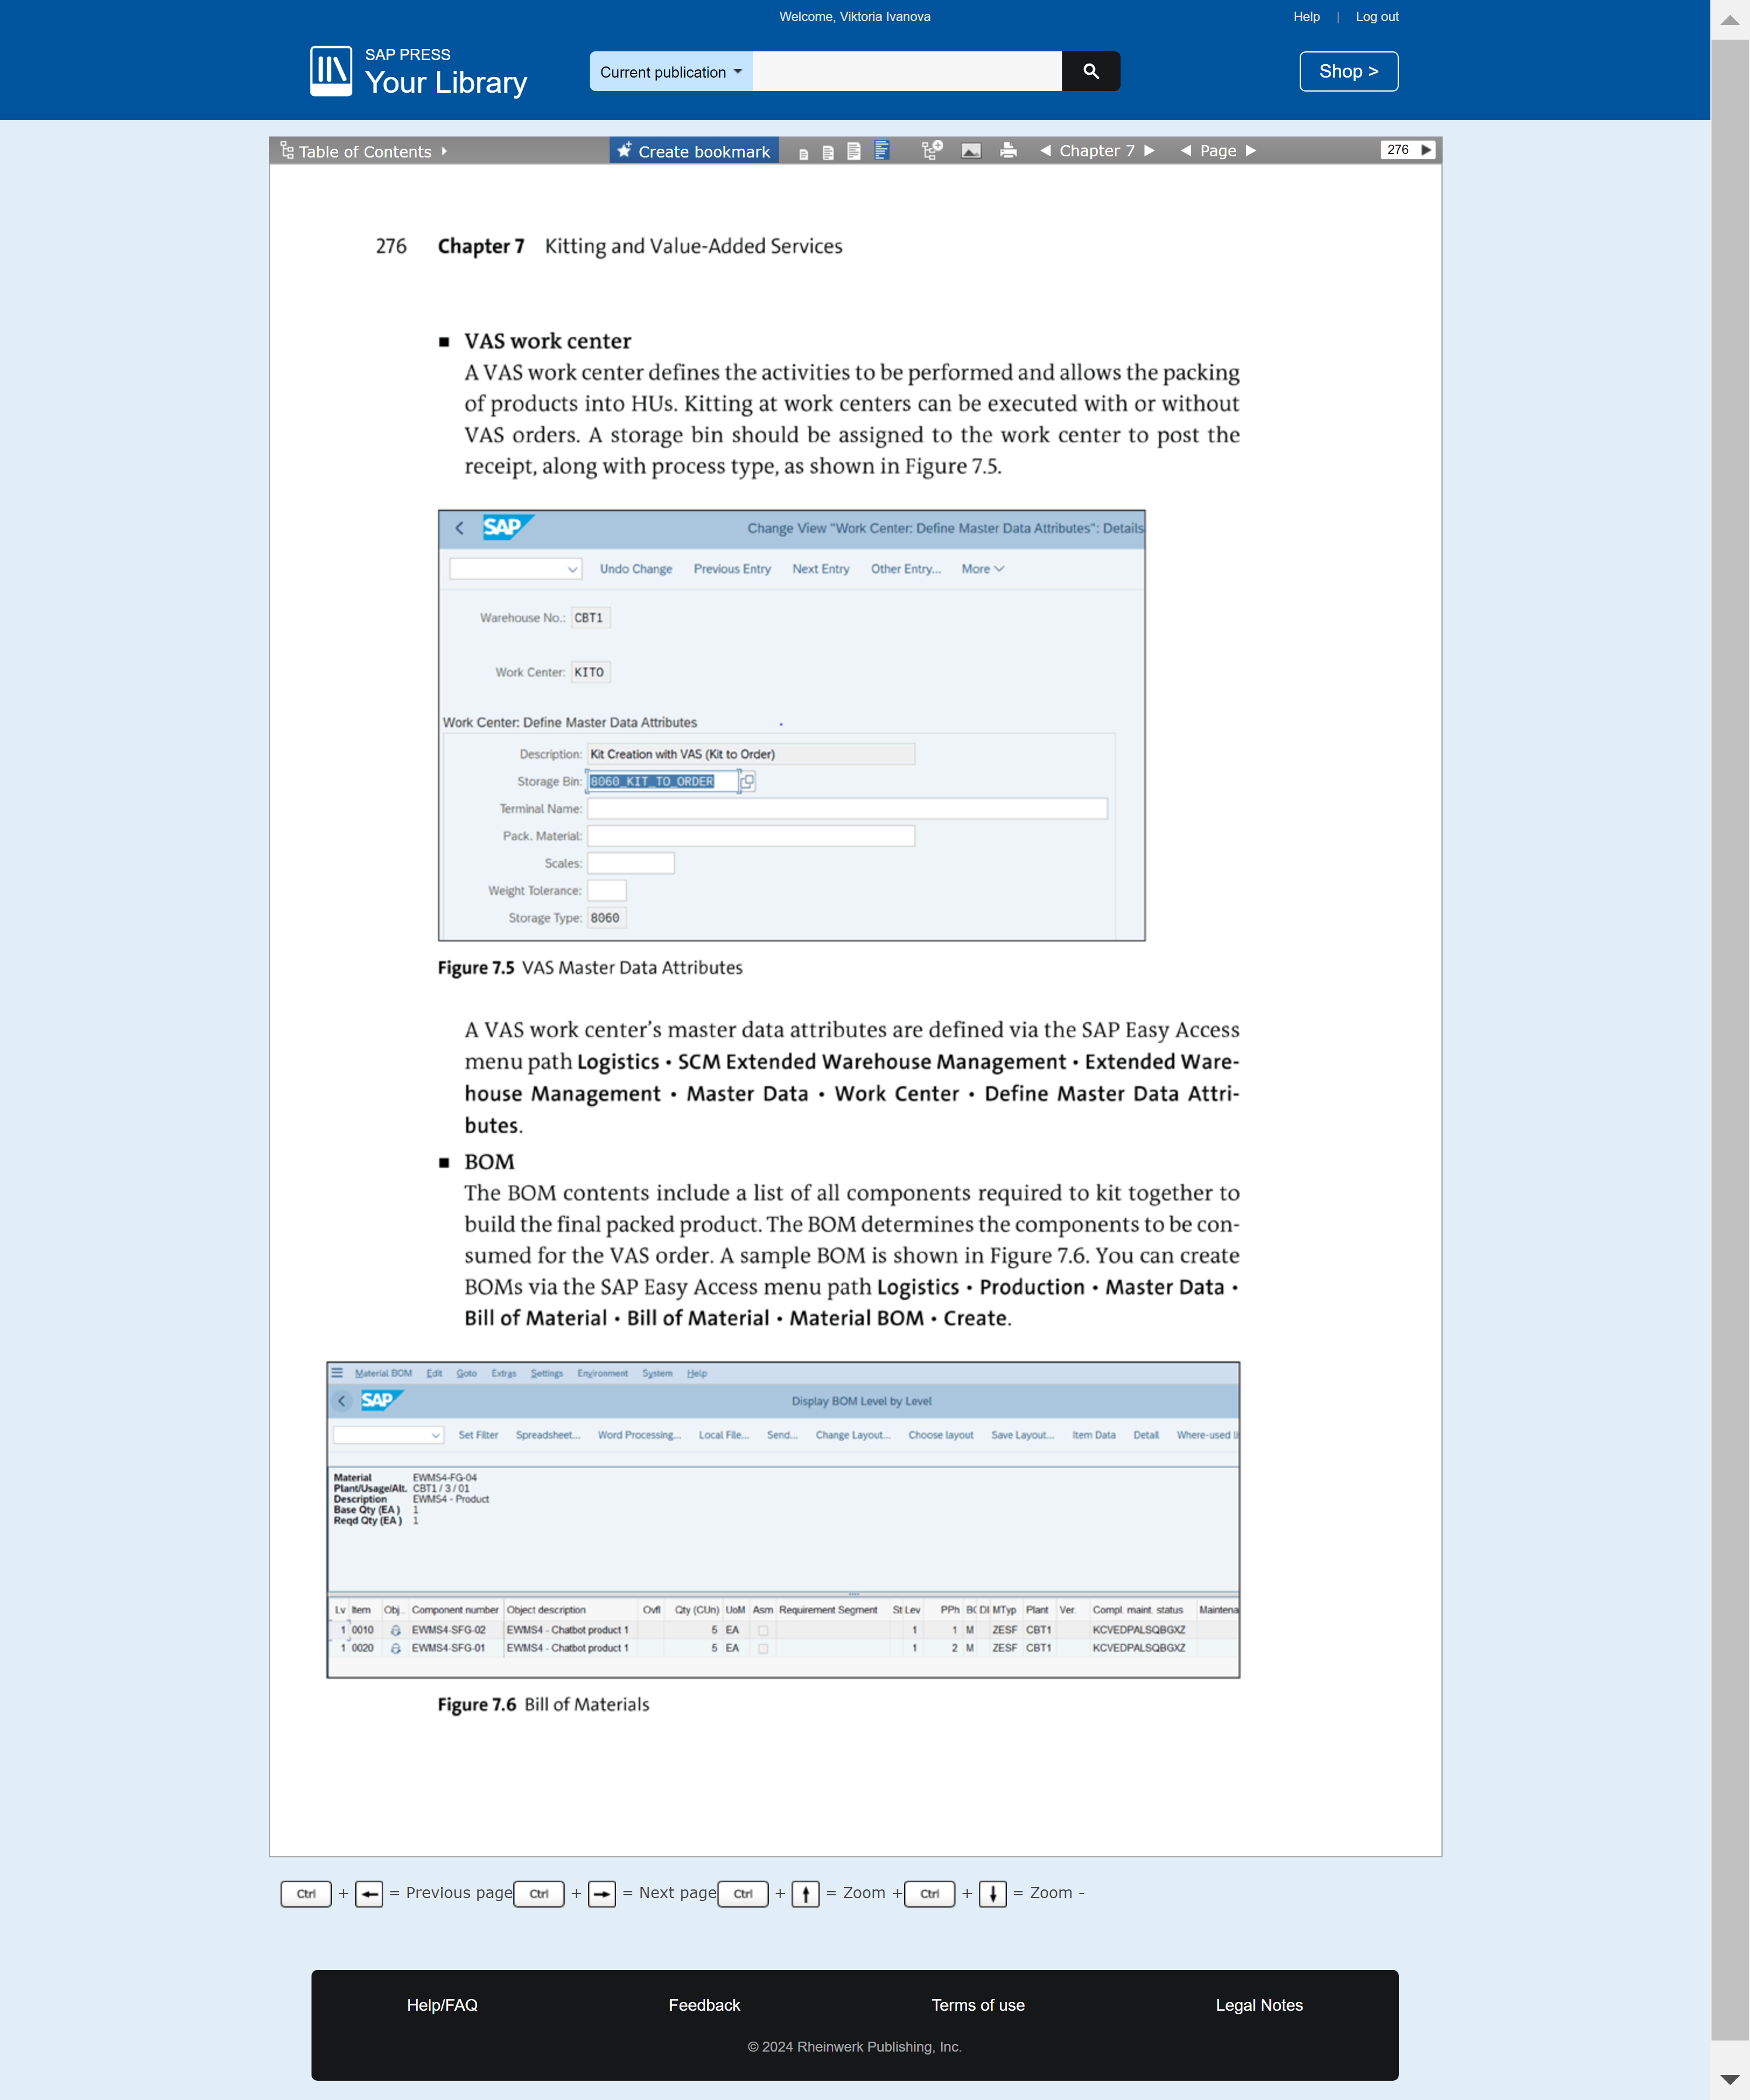 Welcome, Viktoria Ivanova
Help | Log out
SAP PRESS
Your Library
Current publication
Shop >
Table of Contents
Create bookmark
Chapter 7
Page
276
276 Chapter 7 Kitting and Value-Added Services
■ VAS work center
A VAS work center defines the activities to be performed and allows the packing
of products into HUs. Kitting at work centers can be executed with or without
VAS orders. A storage bin should be assigned to the work center to post the
receipt, along with process type, as shown in Figure 7.5.
SAP
Change View "Work Center: Define Master Data Attributes": Details
Undo Change Previous Entry Next Entry Other Entry... More
Warehouse No.: CBT1
Work Center: KITO
Work Center: Define Master Data Attributes
Description: Kit Creation with VAS (Kit to Order)
Storage Bin: 8060_KIT_TO_ORDER
Terminal Name:
Pack. Material:
Scales:
Weight Tolerance:
Storage Type: 8060
Figure 7.5 VAS Master Data Attributes
A VAS work center’s master data attributes are defined via the SAP Easy Access
menu path Logistics • SCM Extended Warehouse Management • Extended Ware-
house Management • Master Data • Work Center • Define Master Data Attri-
butes.
■ BOM
The BOM contents include a list of all components required to kit together to
build the final packed product. The BOM determines the components to be con-
sumed for the VAS order. A sample BOM is shown in Figure 7.6. You can create
BOMs via the SAP Easy Access menu path Logistics • Production • Master Data •
Bill of Material • Bill of Material • Material BOM • Create.
Material BOM Edit Goto Extras Settings Environment System Help
SAP
Display BOM Level by Level
Set Filter Spreadsheet... Word Processing... Local File... Send... Change Layout... Choose layout Save Layout... Item Data Detail Where-used li
Material EWMS4-FG-04
Plant/Usage/Alt. CBT1 / 3 / 01
Description EWMS4 - Product
Base Qty (EA ) 1
Reqd Qty (EA ) 1
Lv Item Obj.. Component number Object description Ovfl Qty (CUn) UoM Asm Requirement Segment St Lev PPn BC DI MTyp Plant Ver. Compl. maint. status Maintena
1 0010 EWMS4-SFG-02 EWMS4 - Chatbot product 1 5 EA 1 1 M ZESF CBT1 KCVEDPALSQBGXZ
1 0020 EWMS4-SFG-01 EWMS4 - Chatbot product 1 5 EA 1 2 M ZESF CBT1 KCVEDPALSQBGXZ
Figure 7.6 Bill of Materials
Ctrl + ← = Previous page Ctrl + → = Next page Ctrl + ↑ = Zoom + Ctrl + ↓ = Zoom -
Help/FAQ Feedback Terms of use Legal Notes
© 2024 Rheinwerk Publishing, Inc.